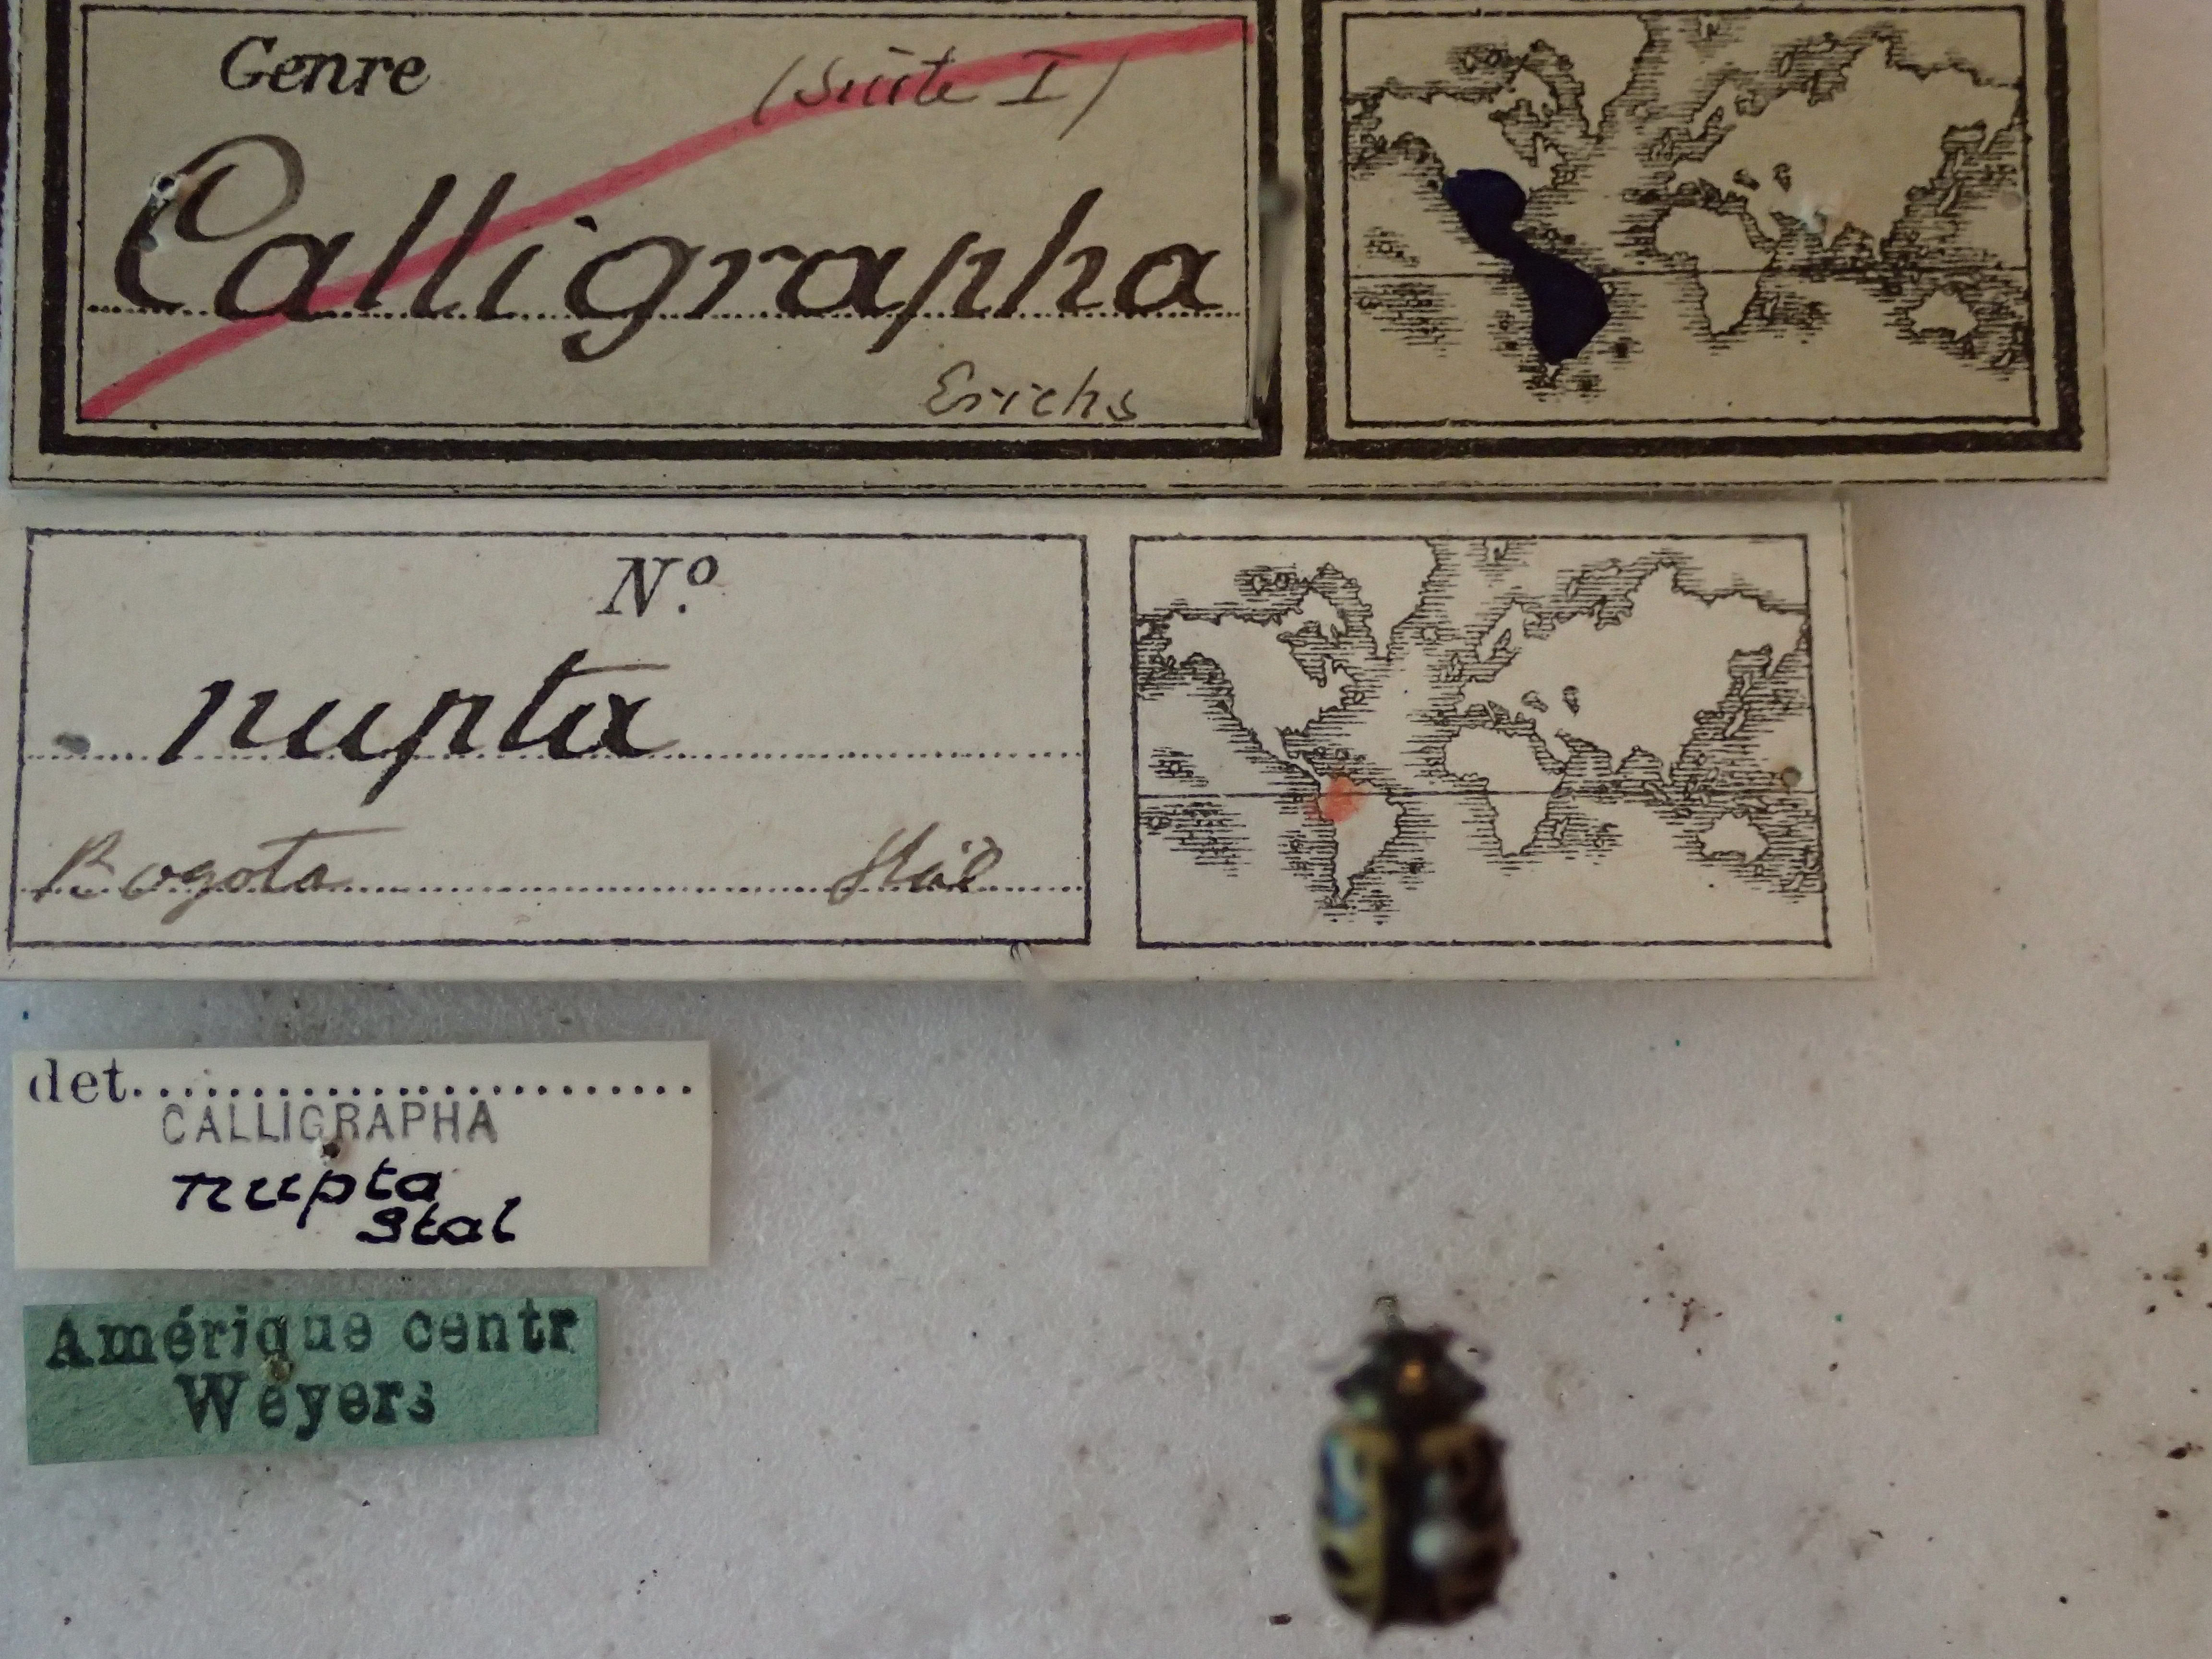 Genre (Suite I)
Calligrapha
Erichs
N.º
nupta
Bogota Stål
det..........................
CALLIGRAPHA
nupta
Stal
Amérique centr
Weyers